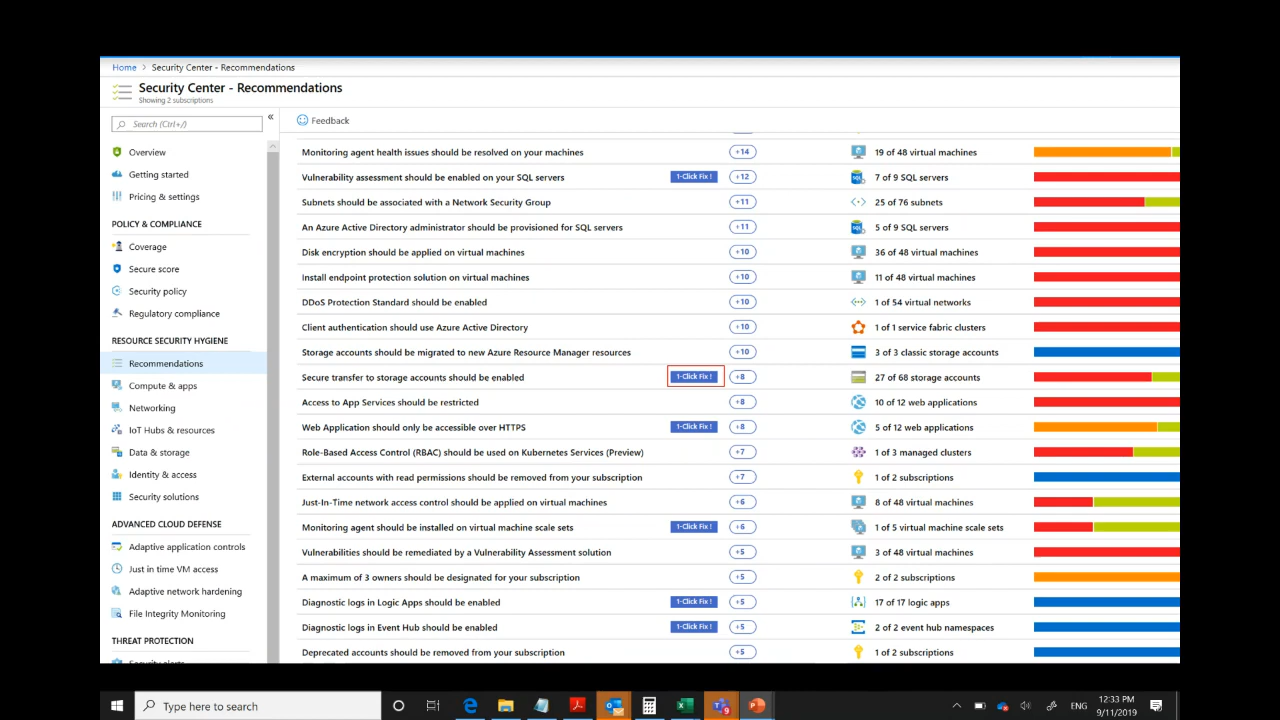 Home > Security Center - Recommendations
Security Center - Recommendations
Showing 2 subscriptions
Search (Ctrl+/)
«
Overview
Getting started
Pricing & settings
POLICY & COMPLIANCE
Coverage
Secure score
Security policy
Regulatory compliance
RESOURCE SECURITY HYGIENE
Recommendations
Compute & apps
Networking
IoT Hubs & resources
Data & storage
Identity & access
Security solutions
ADVANCED CLOUD DEFENSE
Adaptive application controls
Just in time VM access
Adaptive network hardening
File Integrity Monitoring
THREAT PROTECTION
Security alerts
Feedback
Monitoring agent health issues should be resolved on your machines +14 19 of 48 virtual machines
Vulnerability assessment should be enabled on your SQL servers 1-Click Fix ! +12 7 of 9 SQL servers
Subnets should be associated with a Network Security Group +11 25 of 76 subnets
An Azure Active Directory administrator should be provisioned for SQL servers +11 5 of 9 SQL servers
Disk encryption should be applied on virtual machines +10 36 of 48 virtual machines
Install endpoint protection solution on virtual machines +10 11 of 48 virtual machines
DDoS Protection Standard should be enabled +10 1 of 54 virtual networks
Client authentication should use Azure Active Directory +10 1 of 1 service fabric clusters
Storage accounts should be migrated to new Azure Resource Manager resources +10 3 of 3 classic storage accounts
Secure transfer to storage accounts should be enabled 1-Click Fix ! +8 27 of 68 storage accounts
Access to App Services should be restricted +8 10 of 12 web applications
Web Application should only be accessible over HTTPS 1-Click Fix ! +8 5 of 12 web applications
Role-Based Access Control (RBAC) should be used on Kubernetes Services (Preview) +7 1 of 3 managed clusters
External accounts with read permissions should be removed from your subscription +7 1 of 2 subscriptions
Just-In-Time network access control should be applied on virtual machines +6 8 of 48 virtual machines
Monitoring agent should be installed on virtual machine scale sets 1-Click Fix ! +6 1 of 5 virtual machine scale sets
Vulnerabilities should be remediated by a Vulnerability Assessment solution +5 3 of 48 virtual machines
A maximum of 3 owners should be designated for your subscription +5 2 of 2 subscriptions
Diagnostic logs in Logic Apps should be enabled 1-Click Fix ! +5 17 of 17 logic apps
Diagnostic logs in Event Hub should be enabled 1-Click Fix ! +5 2 of 2 event hub namespaces
Deprecated accounts should be removed from your subscription +5 1 of 2 subscriptions
Type here to search
ENG
12:33 PM
9/11/2019